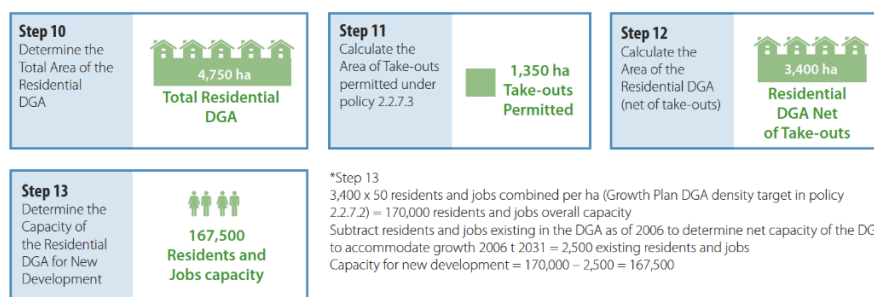 Step 10
Determine the
Total Area of the
Residential
DGA
4,750 ha
Total Residential
DGA
Step 11
Calculate the
Area of Take-outs
permitted under
policy 2.2.7.3
1,350 ha
Take-outs
Permitted
Step 12
Calculate the
Area of the
Residential DGA
(net of take-outs)
3,400 ha
Residential
DGA Net
of Take-outs
Step 13
Determine the
Capacity of
the Residential
DGA for New
Development
167,500
Residents and
Jobs capacity
*Step 13
3,400 x 50 residents and jobs combined per ha (Growth Plan DGA density target in policy
2.2.7.2) = 170,000 residents and jobs overall capacity
Subtract residents and jobs existing in the DGA as of 2006 to determine net capacity of the DG
to accommodate growth 2006 t 2031 = 2,500 existing residents and jobs
Capacity for new development = 170,000 – 2,500 = 167,500